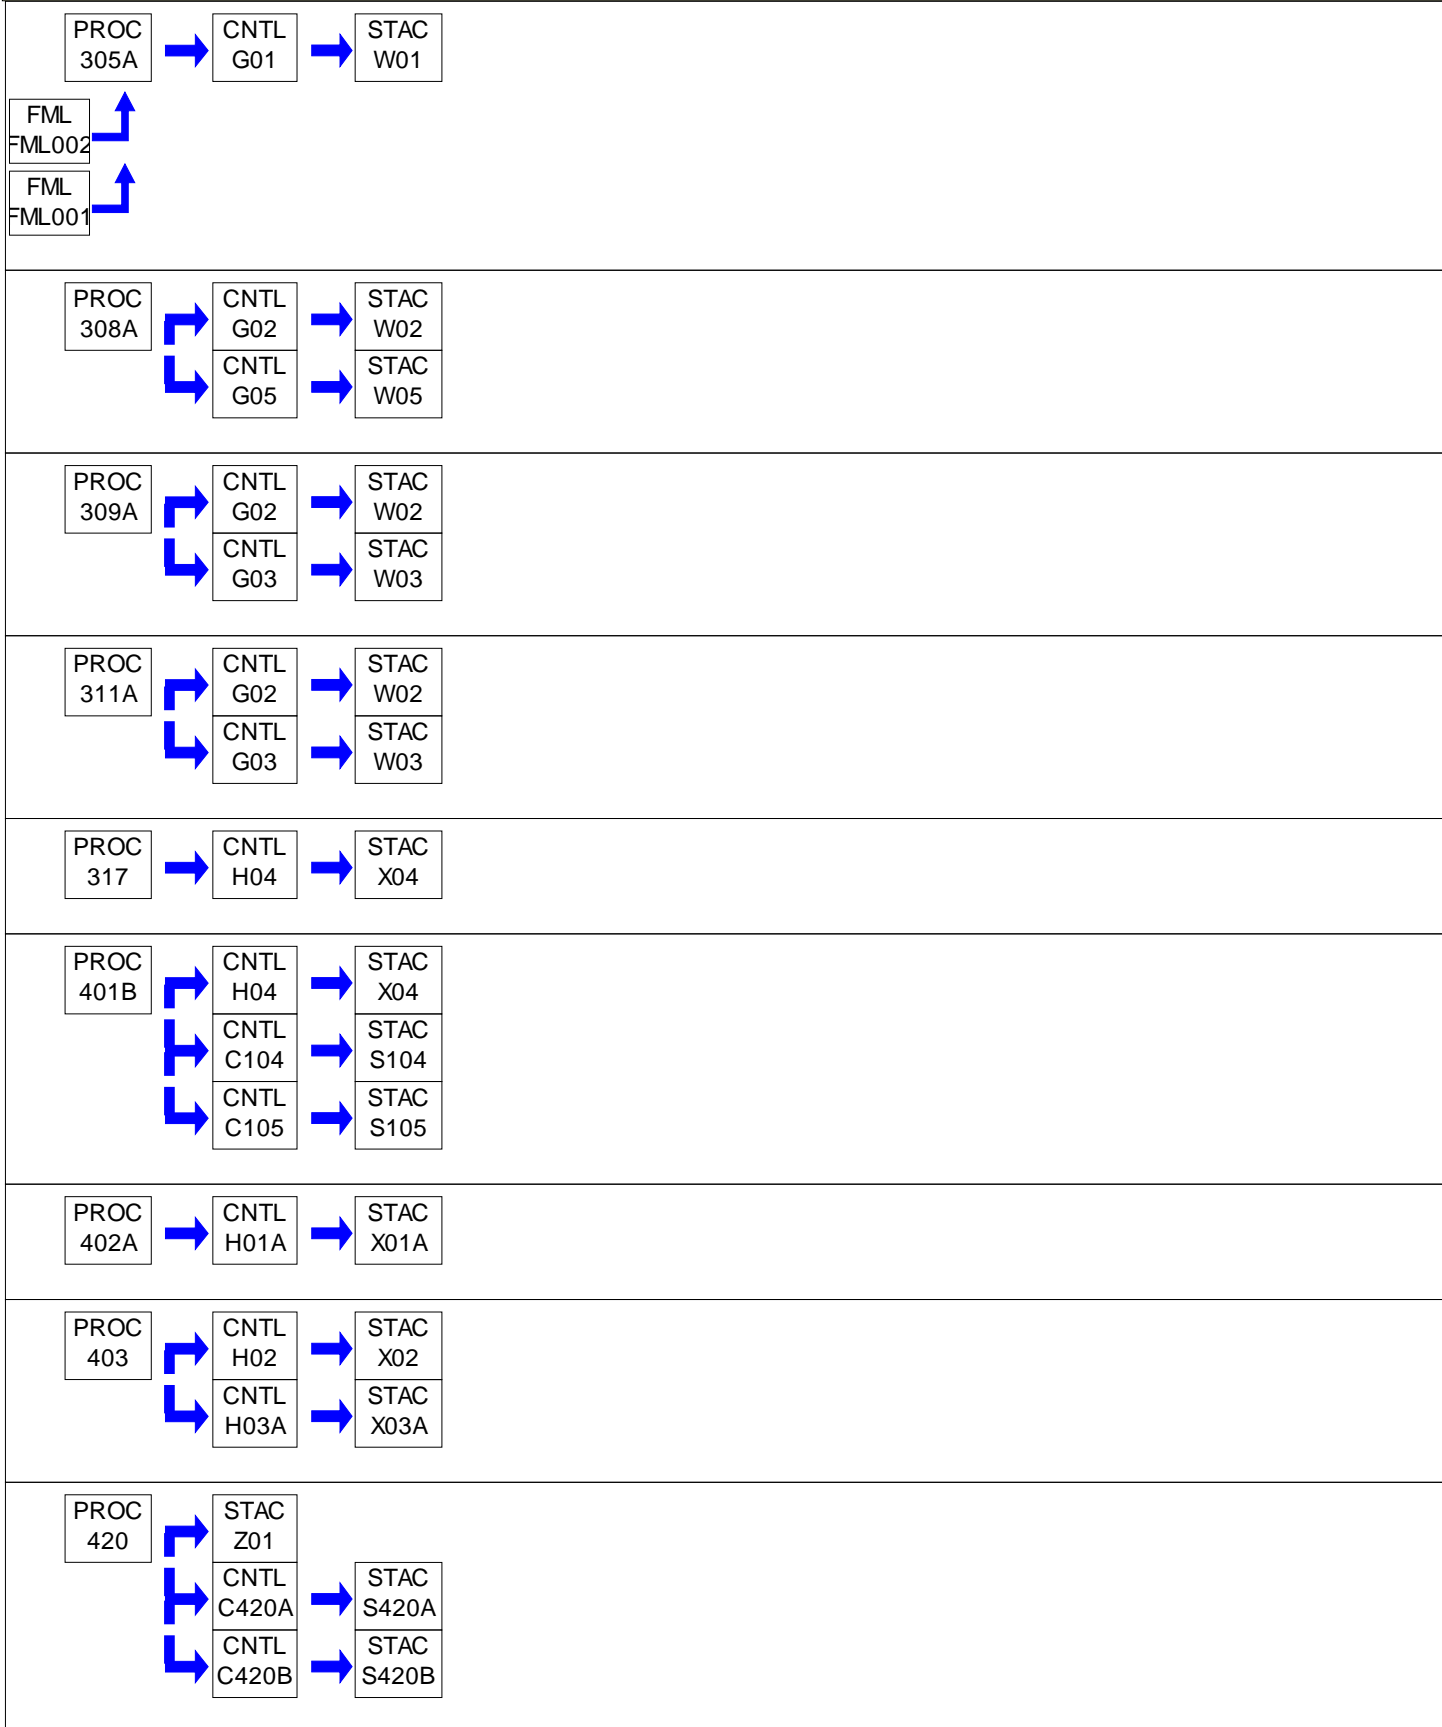 PROC CNTL STAC
305A G01 W01
FML
FML002
FML
FML001
PROC CNTL STAC
308A G02 W02
CNTL STAC
G05 W05
PROC CNTL STAC
309A G02 W02
CNTL STAC
G03 W03
PROC CNTL STAC
311A G02 W02
CNTL STAC
G03 W03
PROC CNTL STAC
317 H04 X04
PROC CNTL STAC
401B H04 X04
CNTL STAC
C104 S104
CNTL STAC
C105 S105
PROC CNTL STAC
402A H01A X01A
PROC CNTL STAC
403 H02 X02
CNTL STAC
H03A X03A
PROC STAC
420 Z01
CNTL STAC
C420A S420A
CNTL STAC
C420B S420B